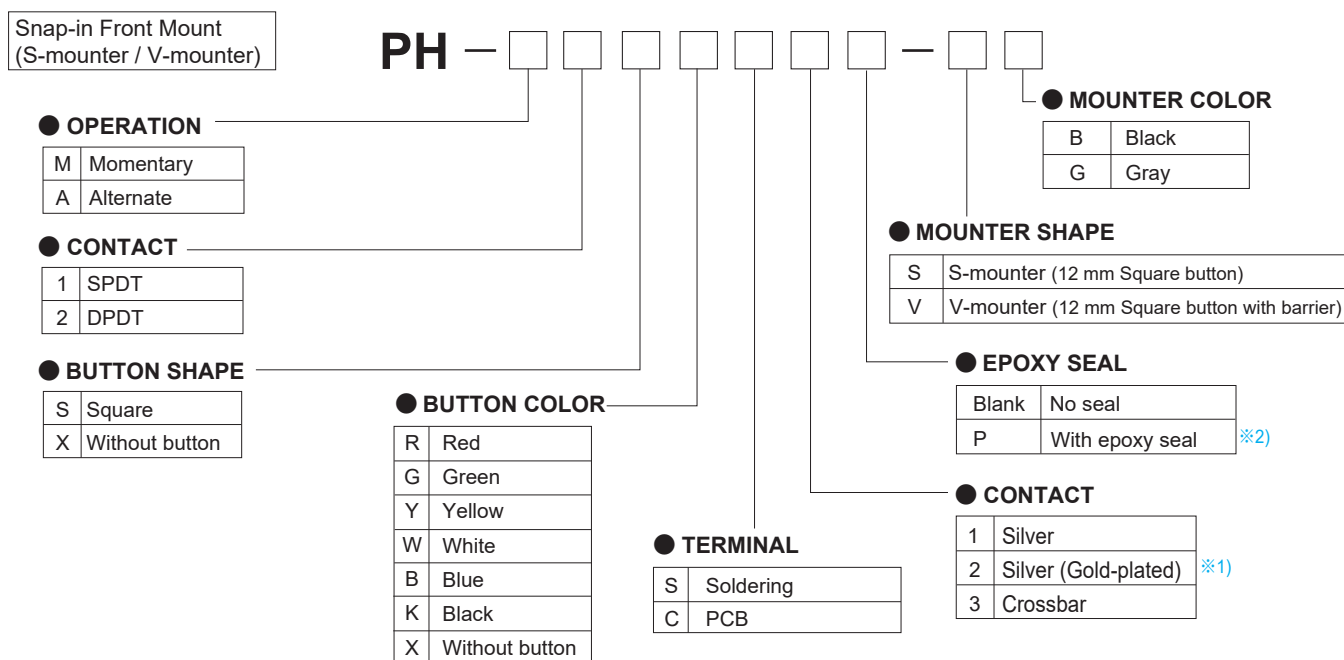 Snap-in Front Mount
(S-mounter / V-mounter)
PH — □ □ □ □ □ □ □ — □ □
● OPERATION
M Momentary
A Alternate
● CONTACT
1 SPDT
2 DPDT
● BUTTON SHAPE
S Square
X Without button
● BUTTON COLOR
R Red
G Green
Y Yellow
W White
B Blue
K Black
X Without button
● TERMINAL
S Soldering
C PCB
● CONTACT
1 Silver
2 Silver (Gold-plated) ※1)
3 Crossbar
● EPOXY SEAL
Blank No seal
P With epoxy seal ※2)
● MOUNTER SHAPE
S S-mounter (12 mm Square button)
V V-mounter (12 mm Square button with barrier)
● MOUNTER COLOR
B Black
G Gray